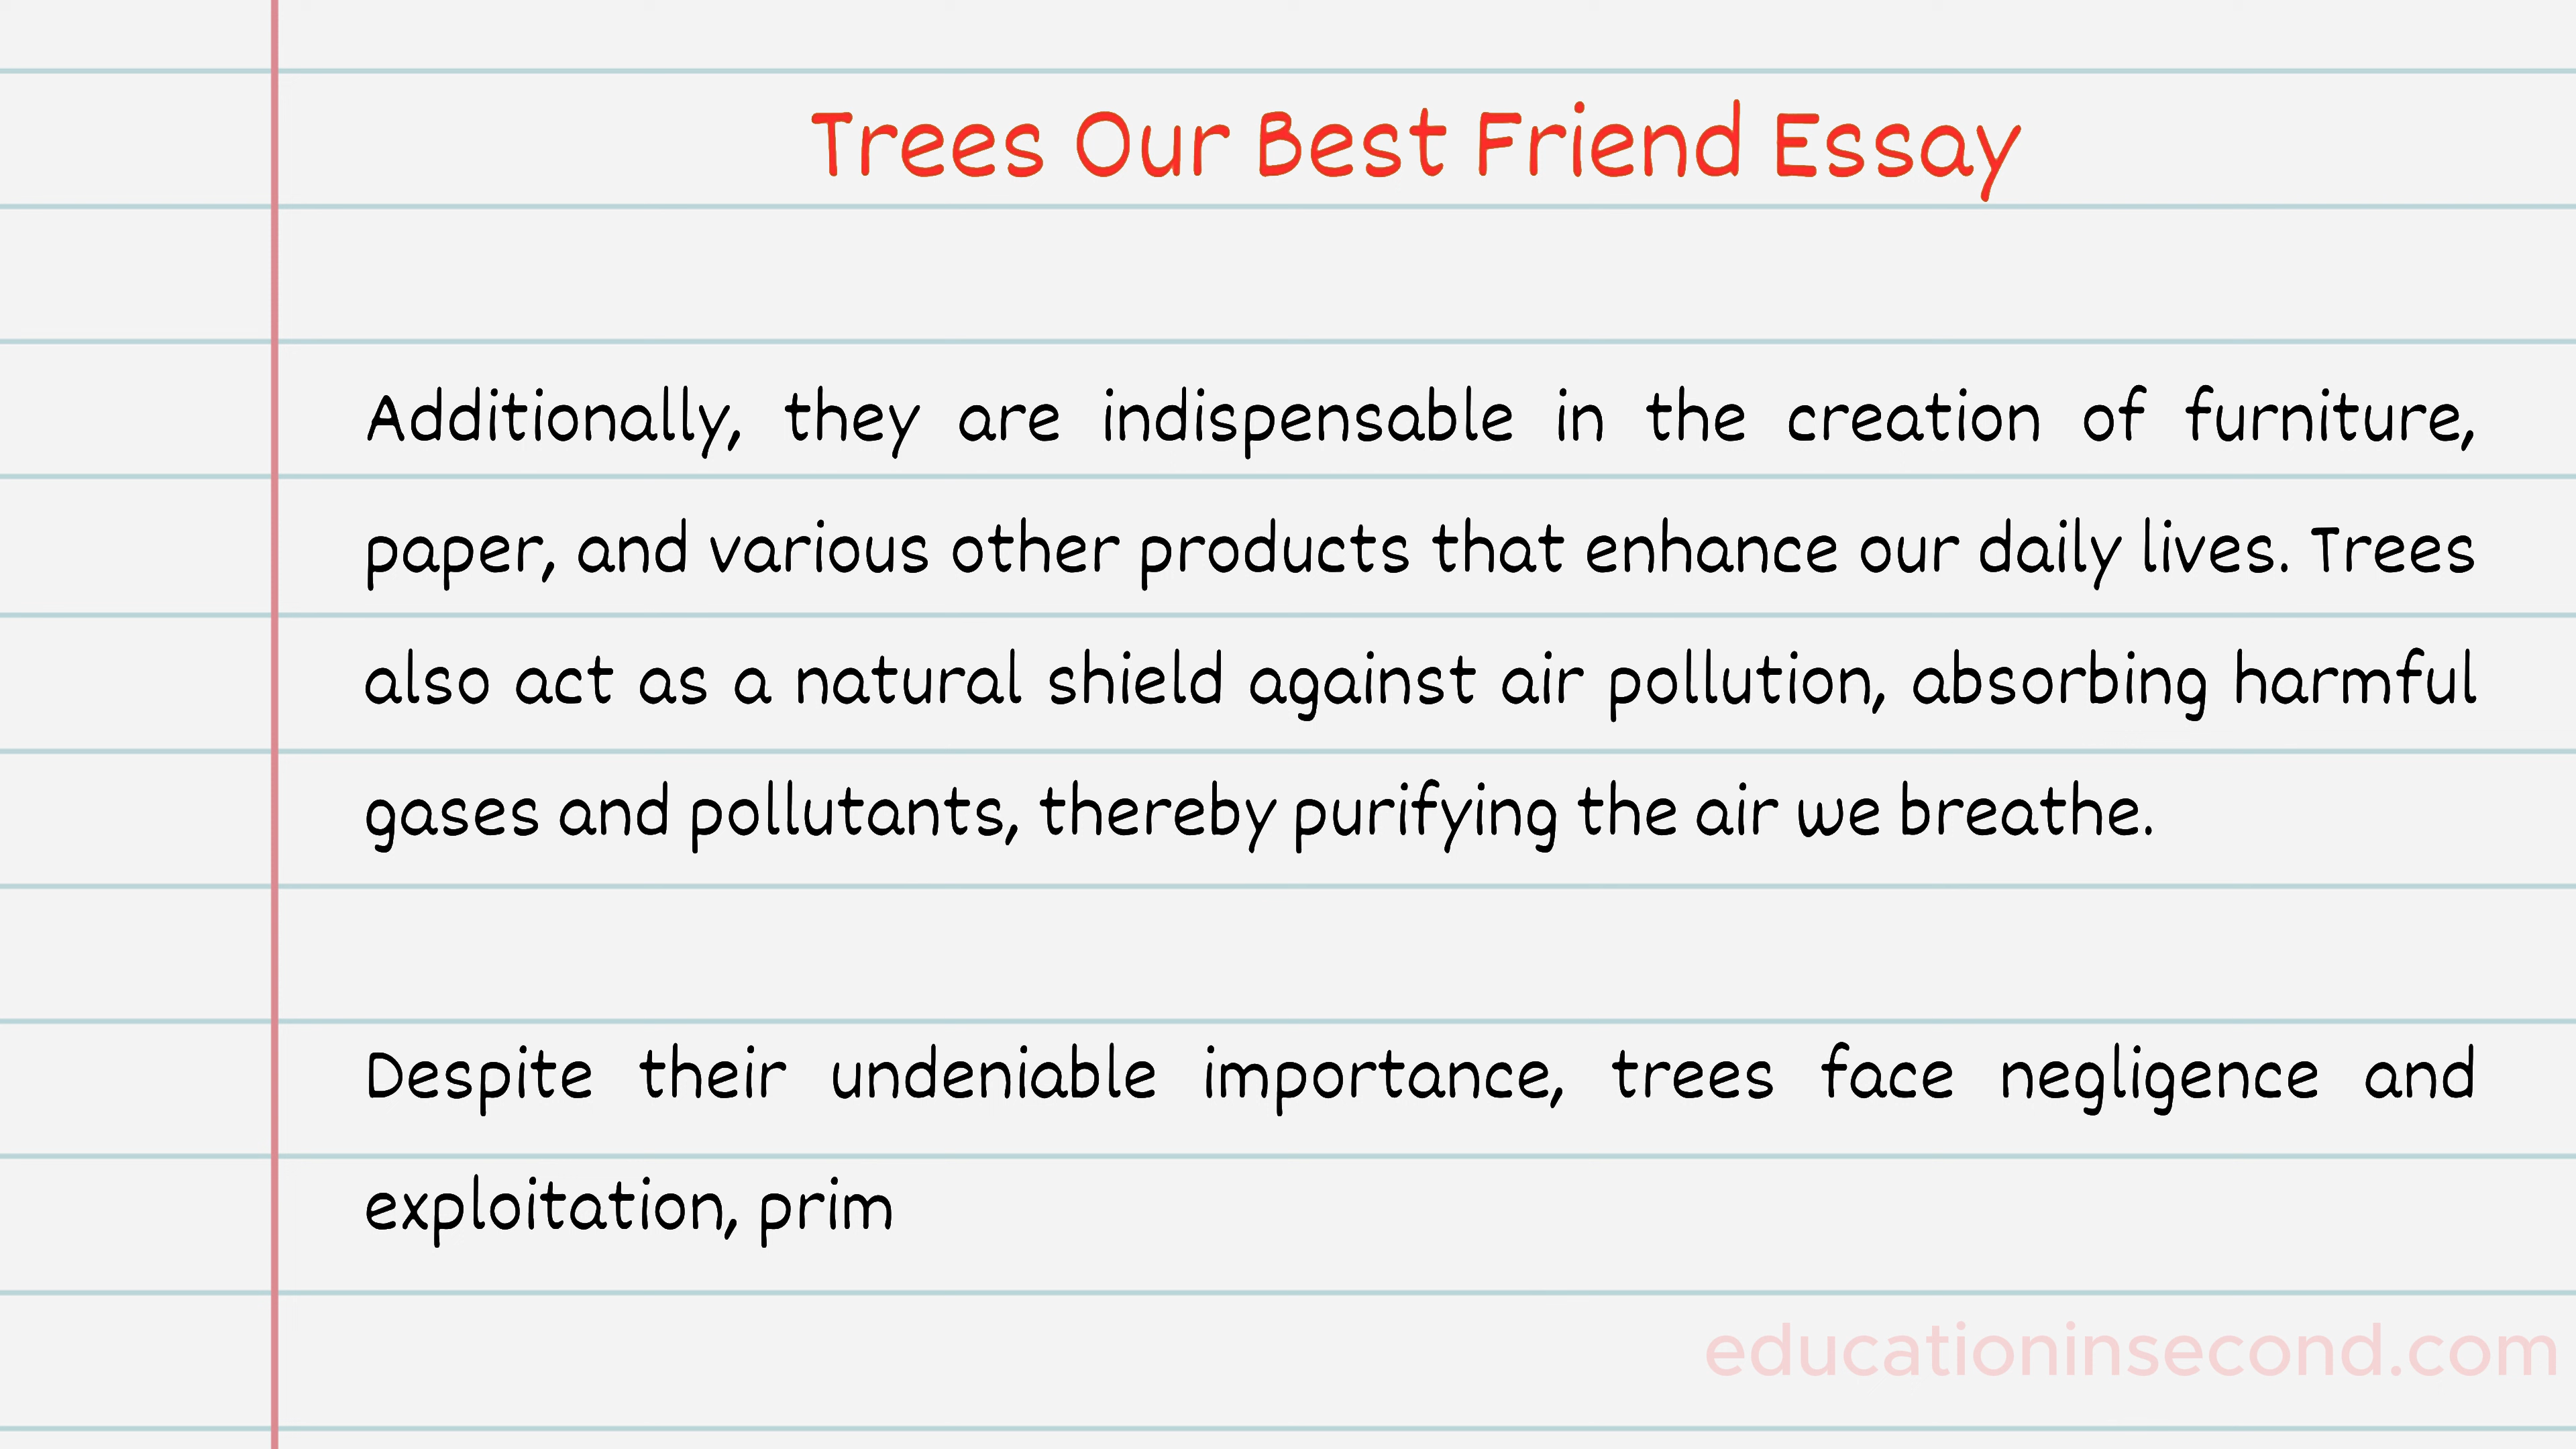 Trees Our Best Friend Essay
Additionally, they are indispensable in the creation of furniture,
paper, and various other products that enhance our daily lives. Trees
also act as a natural shield against air pollution, absorbing harmful
gases and pollutants, thereby purifying the air we breathe.
Despite their undeniable importance, trees face negligence and
exploitation, prim
educationinsecond.com